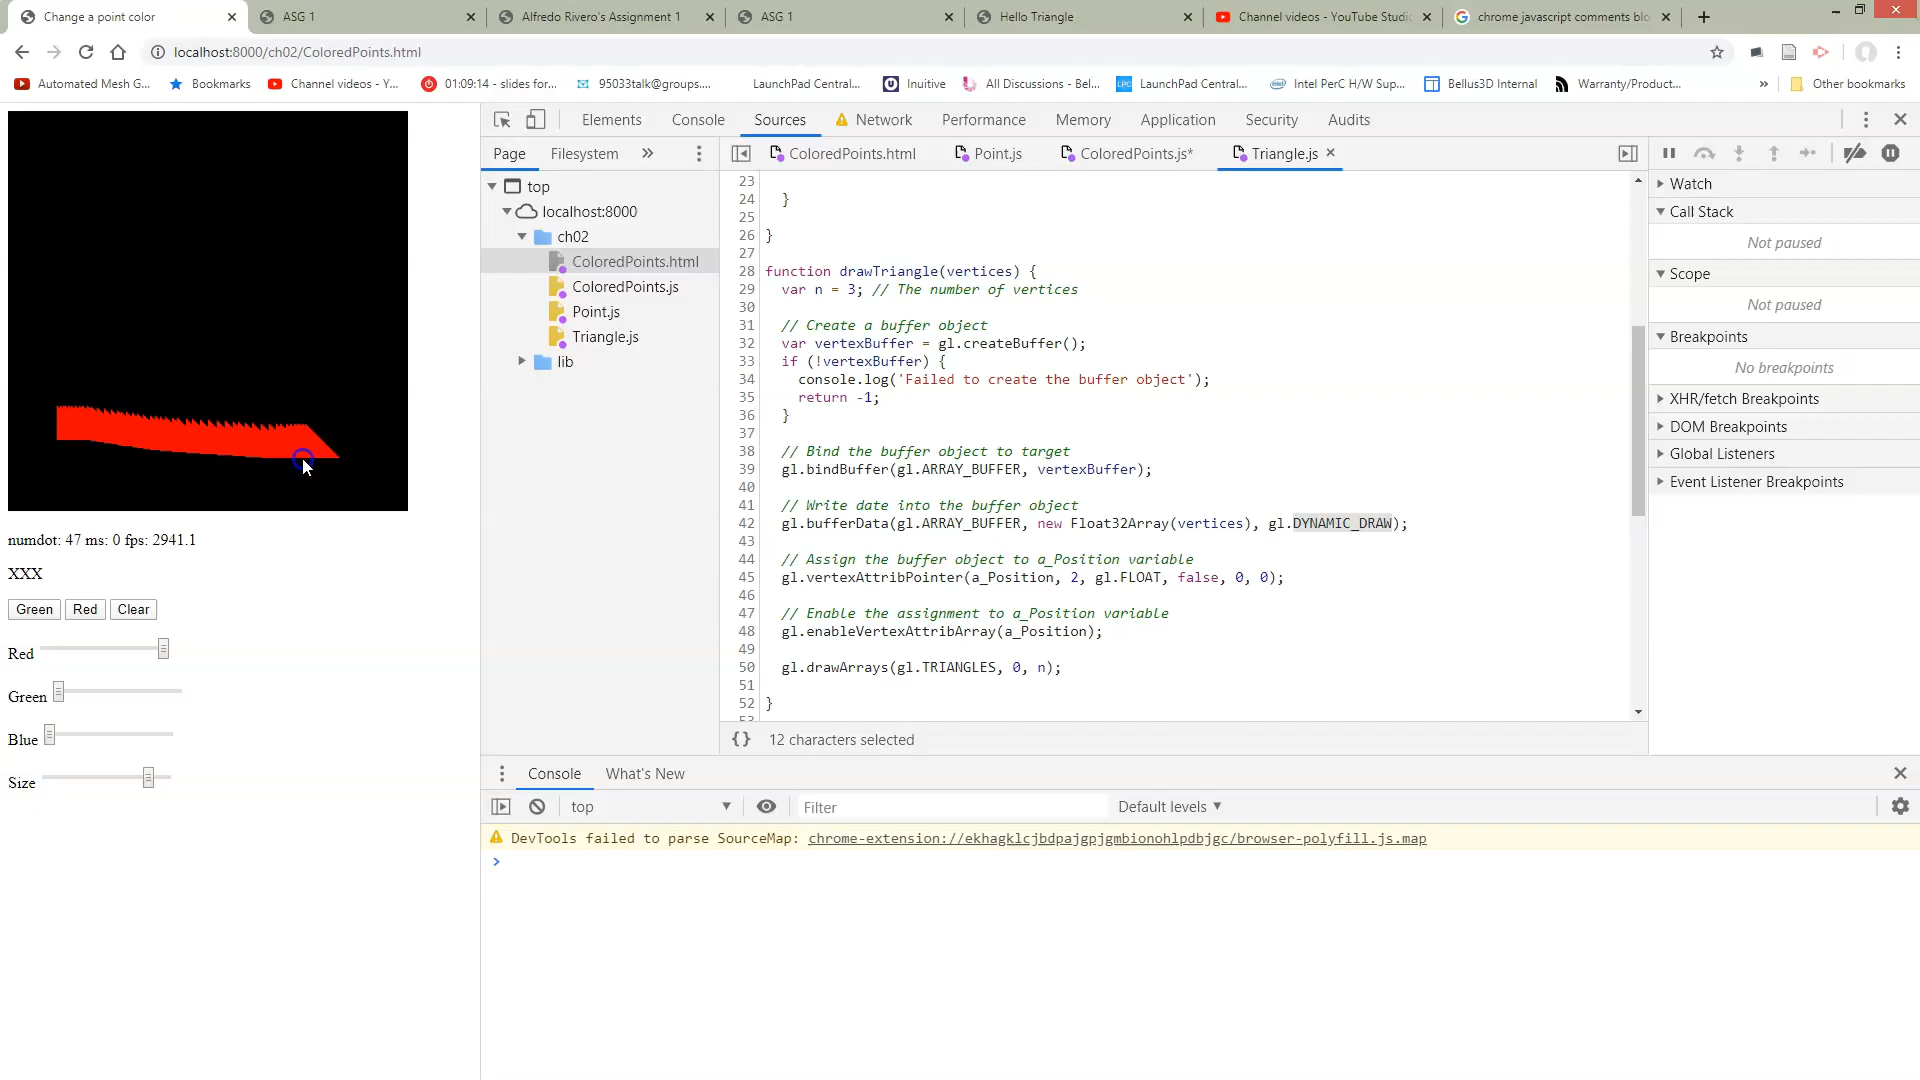 Change a point color
ASG 1
Alfredo Rivero's Assignment 1
ASG 1
Hello Triangle
Channel videos - YouTube Studi
chrome javascript comments blo
localhost:8000/ch02/ColoredPoints.html
Automated Mesh G...
Bookmarks
Channel videos - Y...
01:09:14 - slides for...
95033talk@groups....
LaunchPad Central...
Inuitive
All Discussions - Bel...
LPC
LaunchPad Central...
Intel PerC H/W Sup...
Bellus3D Internal
Warranty/Product...
»
Other bookmarks
Elements
Console
Sources
Network
Performance
Memory
Application
Security
Audits
Page
Filesystem
»
ColoredPoints.html
Point.js
ColoredPoints.js*
Triangle.js
top
localhost:8000
ch02
ColoredPoints.html
ColoredPoints.js
Point.js
Triangle.js
lib
23
24 }
25
26 }
27
28 function drawTriangle(vertices) {
29 var n = 3; // The number of vertices
30
31 // Create a buffer object
32 var vertexBuffer = gl.createBuffer();
33 if (!vertexBuffer) {
34 console.log('Failed to create the buffer object');
35 return -1;
36 }
37
38 // Bind the buffer object to target
39 gl.bindBuffer(gl.ARRAY_BUFFER, vertexBuffer);
40
41 // Write date into the buffer object
42 gl.bufferData(gl.ARRAY_BUFFER, new Float32Array(vertices), gl.DYNAMIC_DRAW);
43
44 // Assign the buffer object to a_Position variable
45 gl.vertexAttribPointer(a_Position, 2, gl.FLOAT, false, 0, 0);
46
47 // Enable the assignment to a_Position variable
48 gl.enableVertexAttribArray(a_Position);
49
50 gl.drawArrays(gl.TRIANGLES, 0, n);
51
52 }
53
{} 12 characters selected
Watch
Call Stack
Not paused
Scope
Not paused
Breakpoints
No breakpoints
XHR/fetch Breakpoints
DOM Breakpoints
Global Listeners
Event Listener Breakpoints
numdot: 47 ms: 0 fps: 2941.1
XXX
Green Red Clear
Red
Green
Blue
Size
Console
What's New
top
Filter
Default levels
DevTools failed to parse SourceMap: chrome-extension://ekhagklcjbdpajgpjgmbionohlpdbjgc/browser-polyfill.js.map
>